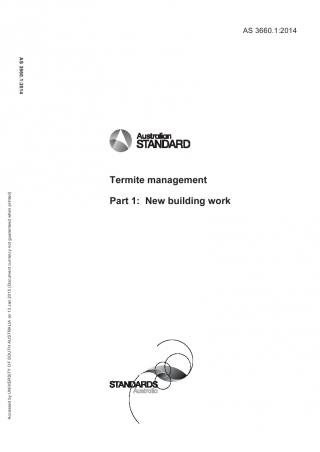 AS 3660.1:2014
AS 3660.1:2014
Australian
STANDARD
Termite management
Part 1: New building work
Accessed by UNIVERSITY OF SOUTH AUSTRALIA on 13 Jan 2015 (Document currency not guaranteed when printed)
STANDARDS
Australia